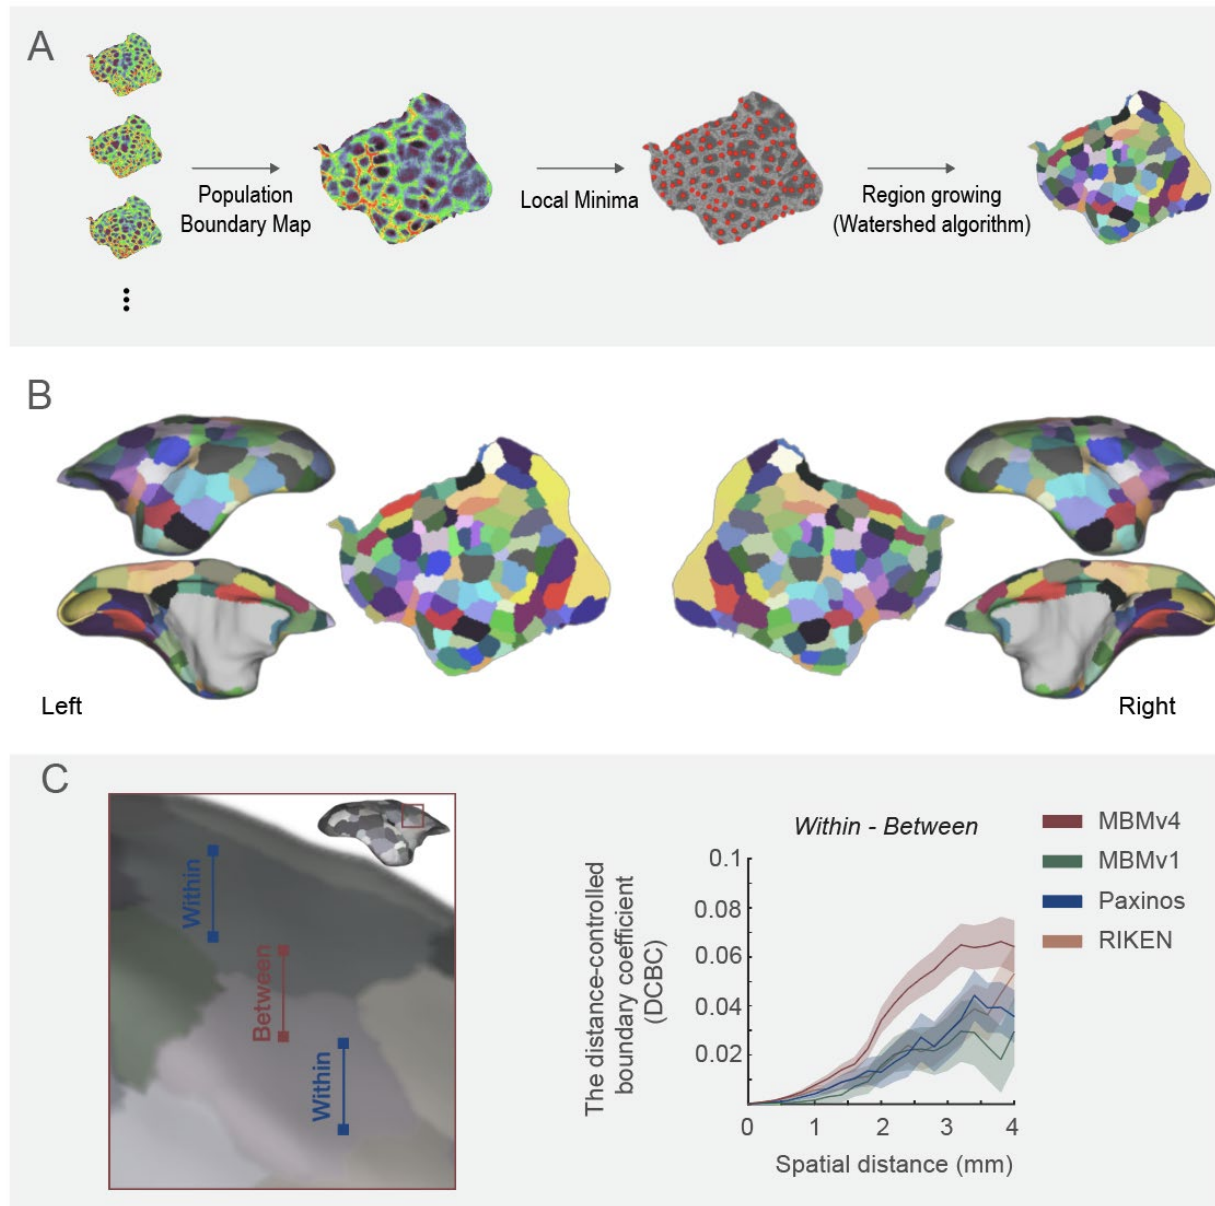 A
Population
Boundary Map
Local Minima
Region growing
(Watershed algorithm)
B
Left
Right
C
Within
Between
Within
The distance-controlled
boundary coefficient
(DCBC)
Within - Between
0.1
0.08
0.06
0.04
0.02
0 1 2 3 4
Spatial distance (mm)
MBMv4
MBMv1
Paxinos
RIKEN